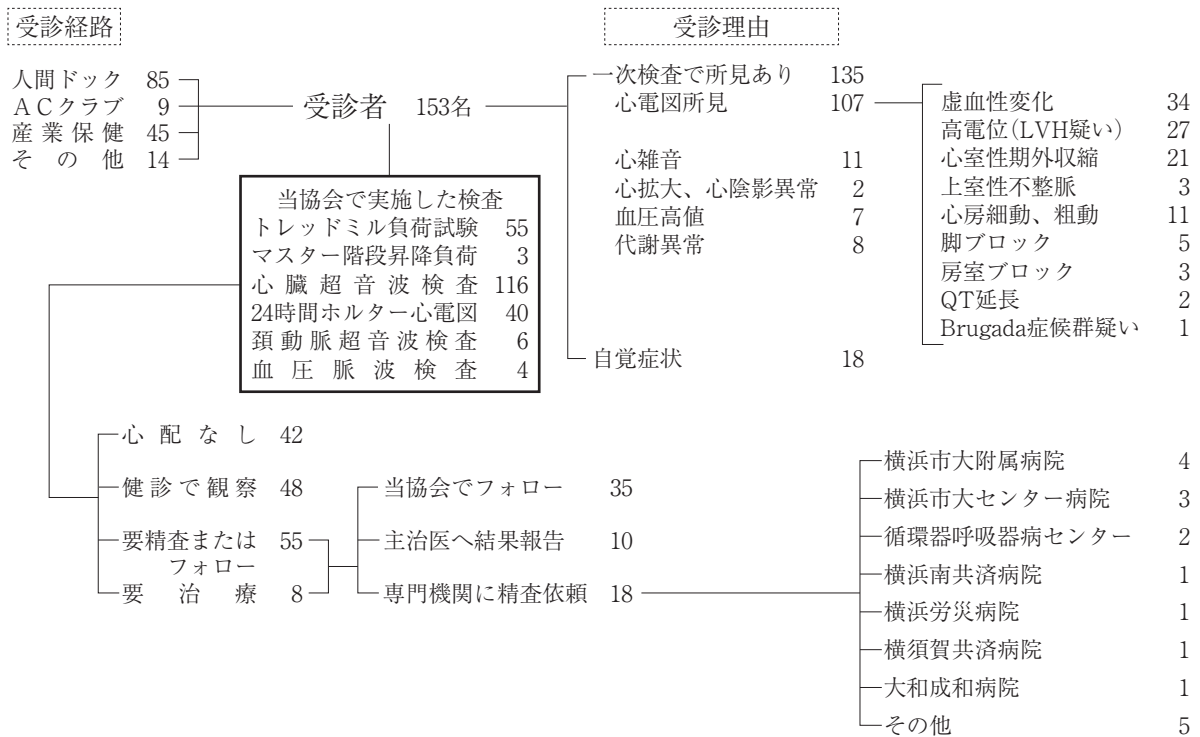 受診経路
人間ドック 85
ACクラブ 9
産業保健 45
その他 14
受診者 153名
当協会で実施した検査
トレッドミル負荷試験 55
マスター階段昇降負荷 3
心臓超音波検査 116
24時間ホルター心電図 40
頚動脈超音波検査 6
血圧脈波検査 4
受診理由
一次検査で所見あり 135
心電図所見 107
心雑音 11
心拡大、心陰影異常 2
血圧高値 7
代謝異常 8
自覚症状 18
虚血性変化 34
高電位(LVH疑い) 27
心室性期外収縮 21
上室性不整脈 3
心房細動、粗動 11
脚ブロック 5
房室ブロック 3
QT延長 2
Brugada症候群疑い 1
心配なし 42
健診で観察 48
要精査または 55
フォロー
要治療 8
当協会でフォロー 35
主治医へ結果報告 10
専門機関に精査依頼 18
横浜市大附属病院 4
横浜市大センター病院 3
循環器呼吸器病センター 2
横浜南共済病院 1
横浜労災病院 1
横須賀共済病院 1
大和成和病院 1
その他 5